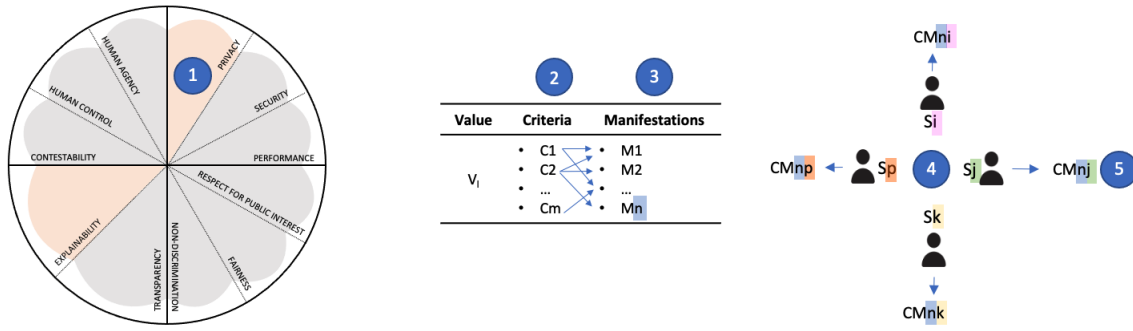 1
PRIVACY
SECURITY
PERFORMANCE
RESPECT FOR PUBLIC INTEREST
FAIRNESS
NON-DISCRIMINATION
TRANSPARENCY
EXPLAINABILITY
CONTESTABILITY
HUMAN CONTROL
HUMAN AGENCY
2 3
Value Criteria Manifestations
• C1 • M1
• C2 • M2
V_I • ... • ...
• Cm • Mn
CMni
Si
CMnp Sp 4 Sj CMnj 5
Sk
CMnk